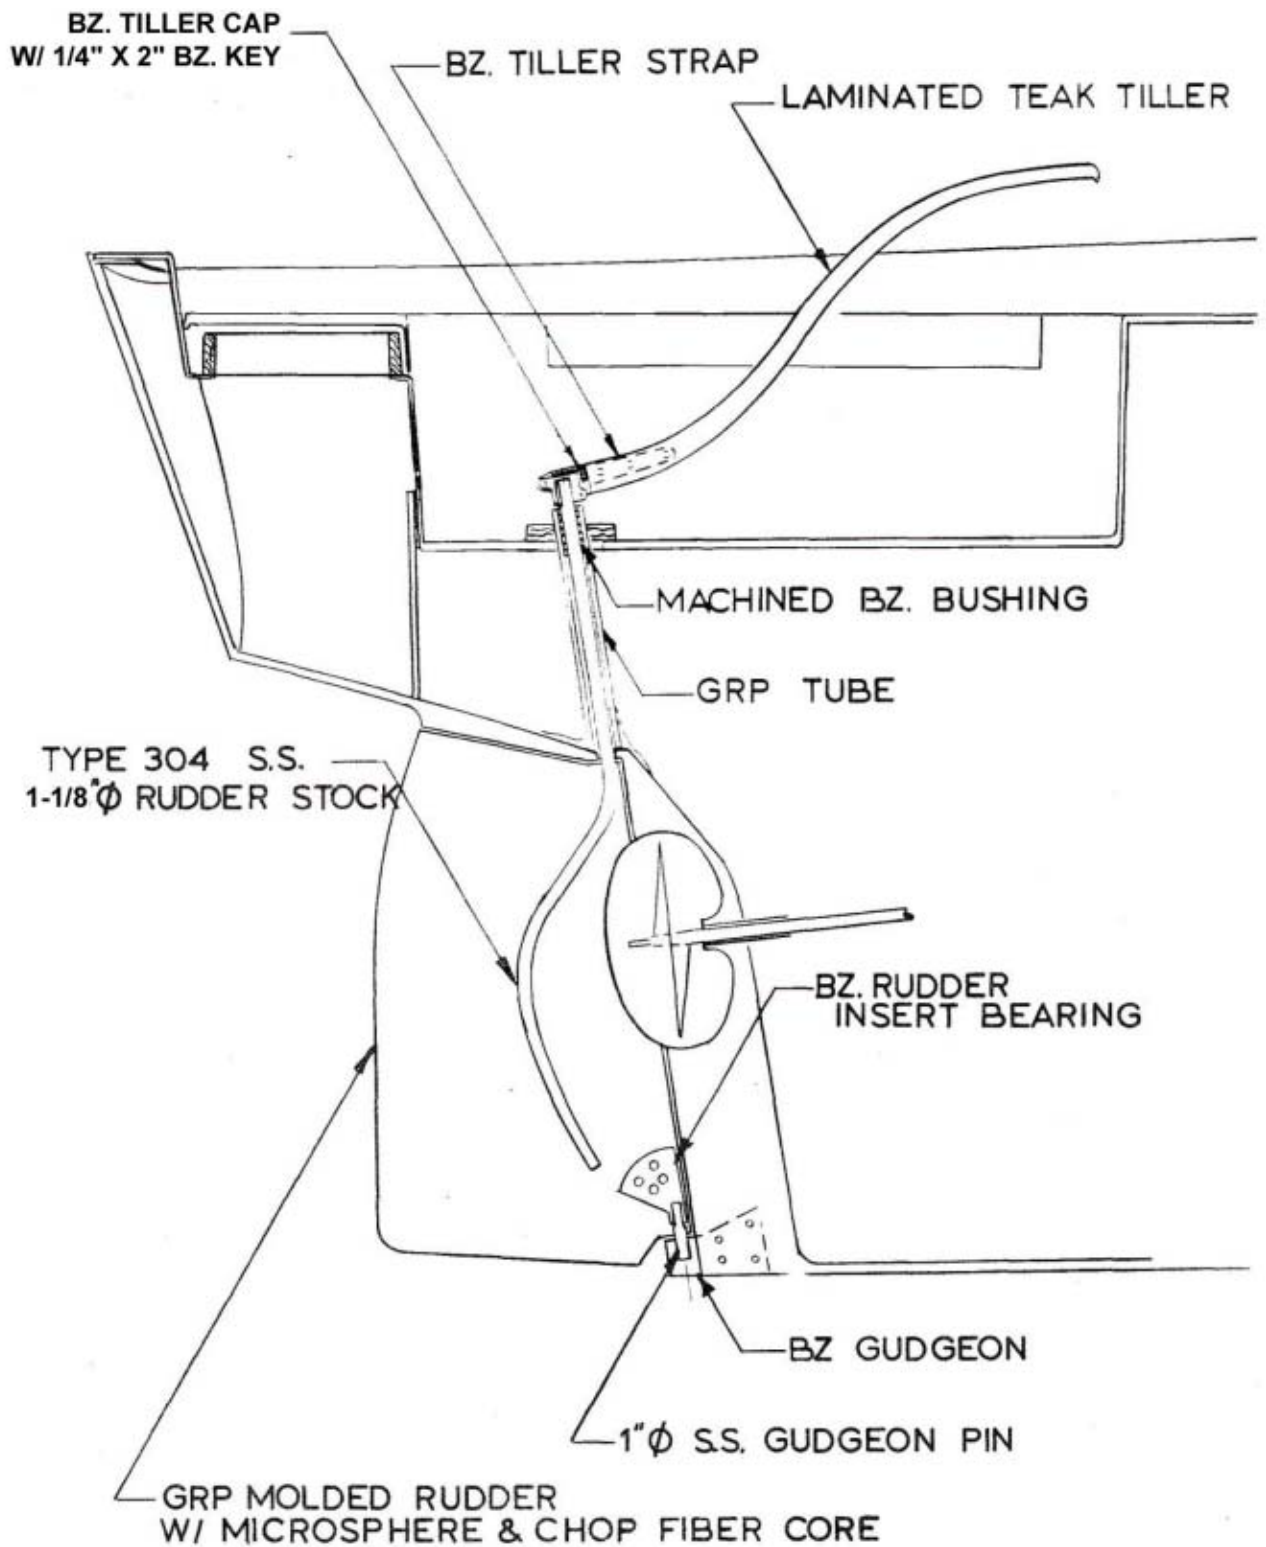 BZ. TILLER CAP
W/ 1/4" X 2" BZ. KEY
BZ. TILLER STRAP
LAMINATED TEAK TILLER
MACHINED BZ. BUSHING
GRP TUBE
TYPE 304 S.S.
1-1/8"Φ RUDDER STOCK
BZ. RUDDER
INSERT BEARING
BZ GUDGEON
1"Φ S.S. GUDGEON PIN
GRP MOLDED RUDDER
W/ MICROSPHERE & CHOP FIBER CORE